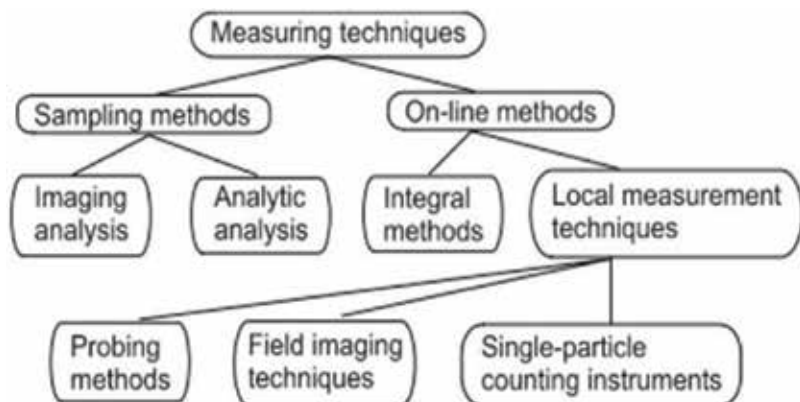 Measuring techniques
Sampling methods
On-line methods
Imaging
analysis
Analytic
analysis
Integral
methods
Local measurement
techniques
Probing
methods
Field imaging
techniques
Single-particle
counting instruments